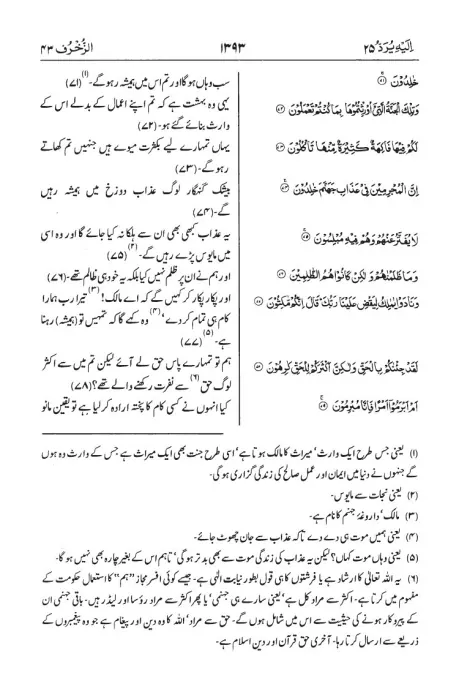 اِلَيْهِ يُرَدُّ ۲۵
۱۳۹۳
الزُّخْرُف ۴۳
خٰلِدُوْنَ ۞
وَتِلْكَ الْجَنَّةُ الَّتِيْٓ اُوْرِثْتُمُوْهَا بِمَا كُنْتُمْ تَعْمَلُوْنَ ۞
لَكُمْ فِيْهَا فَاكِهَةٌ كَثِيْرَةٌ مِّنْهَا تَاْكُلُوْنَ ۞
اِنَّ الْمُجْرِمِيْنَ فِيْ عَذَابِ جَهَنَّمَ خٰلِدُوْنَ ۞
لَا يُفَتَّرُ عَنْهُمْ وَهُمْ فِيْهِ مُبْلِسُوْنَ ۞
وَمَا ظَلَمْنٰهُمْ وَلٰكِنْ كَانُوْا هُمُ الظّٰلِمِيْنَ ۞
وَنَادَوْا يٰمٰلِكُ لِيَقْضِ عَلَيْنَا رَبُّكَ قَالَ اِنَّكُمْ مّٰكِثُوْنَ ۞
لَقَدْ جِئْنٰكُمْ بِالْحَقِّ وَلٰكِنَّ اَكْثَرَكُمْ لِلْحَقِّ كٰرِهُوْنَ ۞
اَمْ اَبْرَمُوْٓا اَمْرًا فَاِنَّا مُبْرِمُوْنَ ۞
سب وہاں ہوگا اور تم اس میں ہمیشہ رہو گے۔(۱) (۷۱)
یہی وہ بہشت ہے کہ تم اپنے اعمال کے بدلے اس کے
وارث بنائے گئے ہو۔ (۷۲)
یہاں تمہارے لیے بکثرت میوے ہیں جنہیں تم کھاتے
رہو گے۔ (۷۳)
بیشک گنہگار لوگ عذاب دوزخ میں ہمیشہ رہیں
گے۔ (۷۴)
یہ عذاب کبھی بھی ان سے ہلکا نہ کیا جائے گا اور وہ اسی
میں مایوس پڑے رہیں گے۔(۲) (۷۵)
اور ہم نے ان پر ظلم نہیں کیا بلکہ یہ خود ہی ظالم تھے۔ (۷۶)
اور پکار پکار کر کہیں گے کہ اے مالک!(۳) تیرا رب ہمارا
کام ہی تمام کردے،(۴) وہ کہے گا کہ تمہیں تو (ہمیشہ) رہنا
ہے۔(۵) (۷۷)
ہم تو تمہارے پاس حق لے آئے لیکن تم میں سے اکثر
لوگ حق(۶) سے نفرت رکھنے والے تھے؟ (۷۸)
کیا انہوں نے کسی کام کا پختہ ارادہ کر لیا ہے تو یقین مانو
(۱) یعنی جس طرح ایک وارث، میراث کا مالک ہوتا ہے، اسی طرح جنت بھی ایک میراث ہے جس کے وارث وہ ہوں
گے جنہوں نے دنیا میں ایمان اور عمل صالح کی زندگی گزاری ہوگی۔
(۲) یعنی نجات سے مایوس۔
(۳) مالک، داروغۂ جہنم کا نام ہے۔
(۴) یعنی ہمیں موت ہی دے دے تاکہ عذاب سے جان چھوٹ جائے۔
(۵) یعنی وہاں موت کہاں؟ لیکن یہ عذاب کی زندگی موت سے بھی بدتر ہوگی، تاہم اس کے بغیر چارہ بھی نہیں ہوگا۔
(۶) یہ اللہ تعالیٰ کا ارشاد ہے یا فرشتوں کا ہی قول بطور نیابت الٰہی ہے۔ جیسے کوئی افسر مجاز "ہم" کا استعمال حکومت کے
مفہوم میں کرتا ہے۔ اکثر سے مراد کل ہے، یعنی سارے ہی جہنمی، یا پھر اکثر سے مراد رؤسا اور لیڈر ہیں۔ باقی جہنمی ان
کے پیروکار ہونے کی حیثیت سے اس میں شامل ہوں گے۔ حق سے مراد، اللہ کا وہ دین اور پیغام ہے جو وہ پیغمبروں کے
ذریعے سے ارسال کرتا رہا۔ آخری حق قرآن اور دین اسلام ہے۔